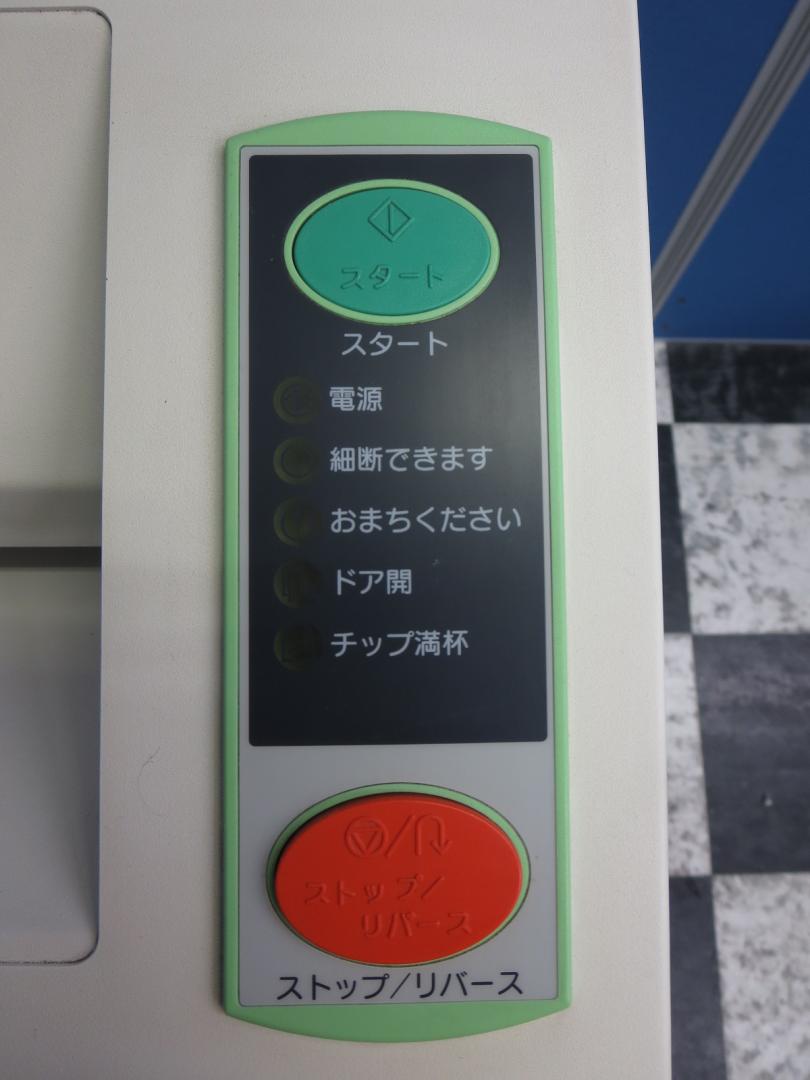 スタート
スタート
電源
細断できます
おまちください
ドア開
チップ満杯
ストップ/
リバース
ストップ/リバース